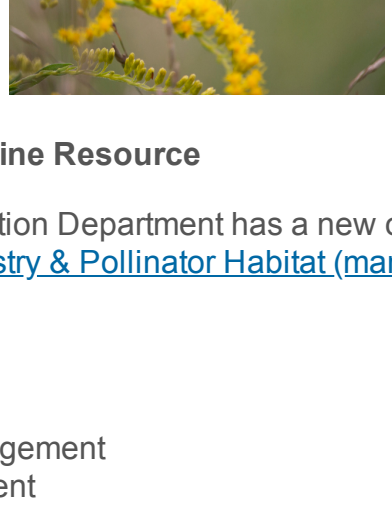 ine Resource
tion Department has a new
stry & Pollinator Habitat (mar
gement
ent